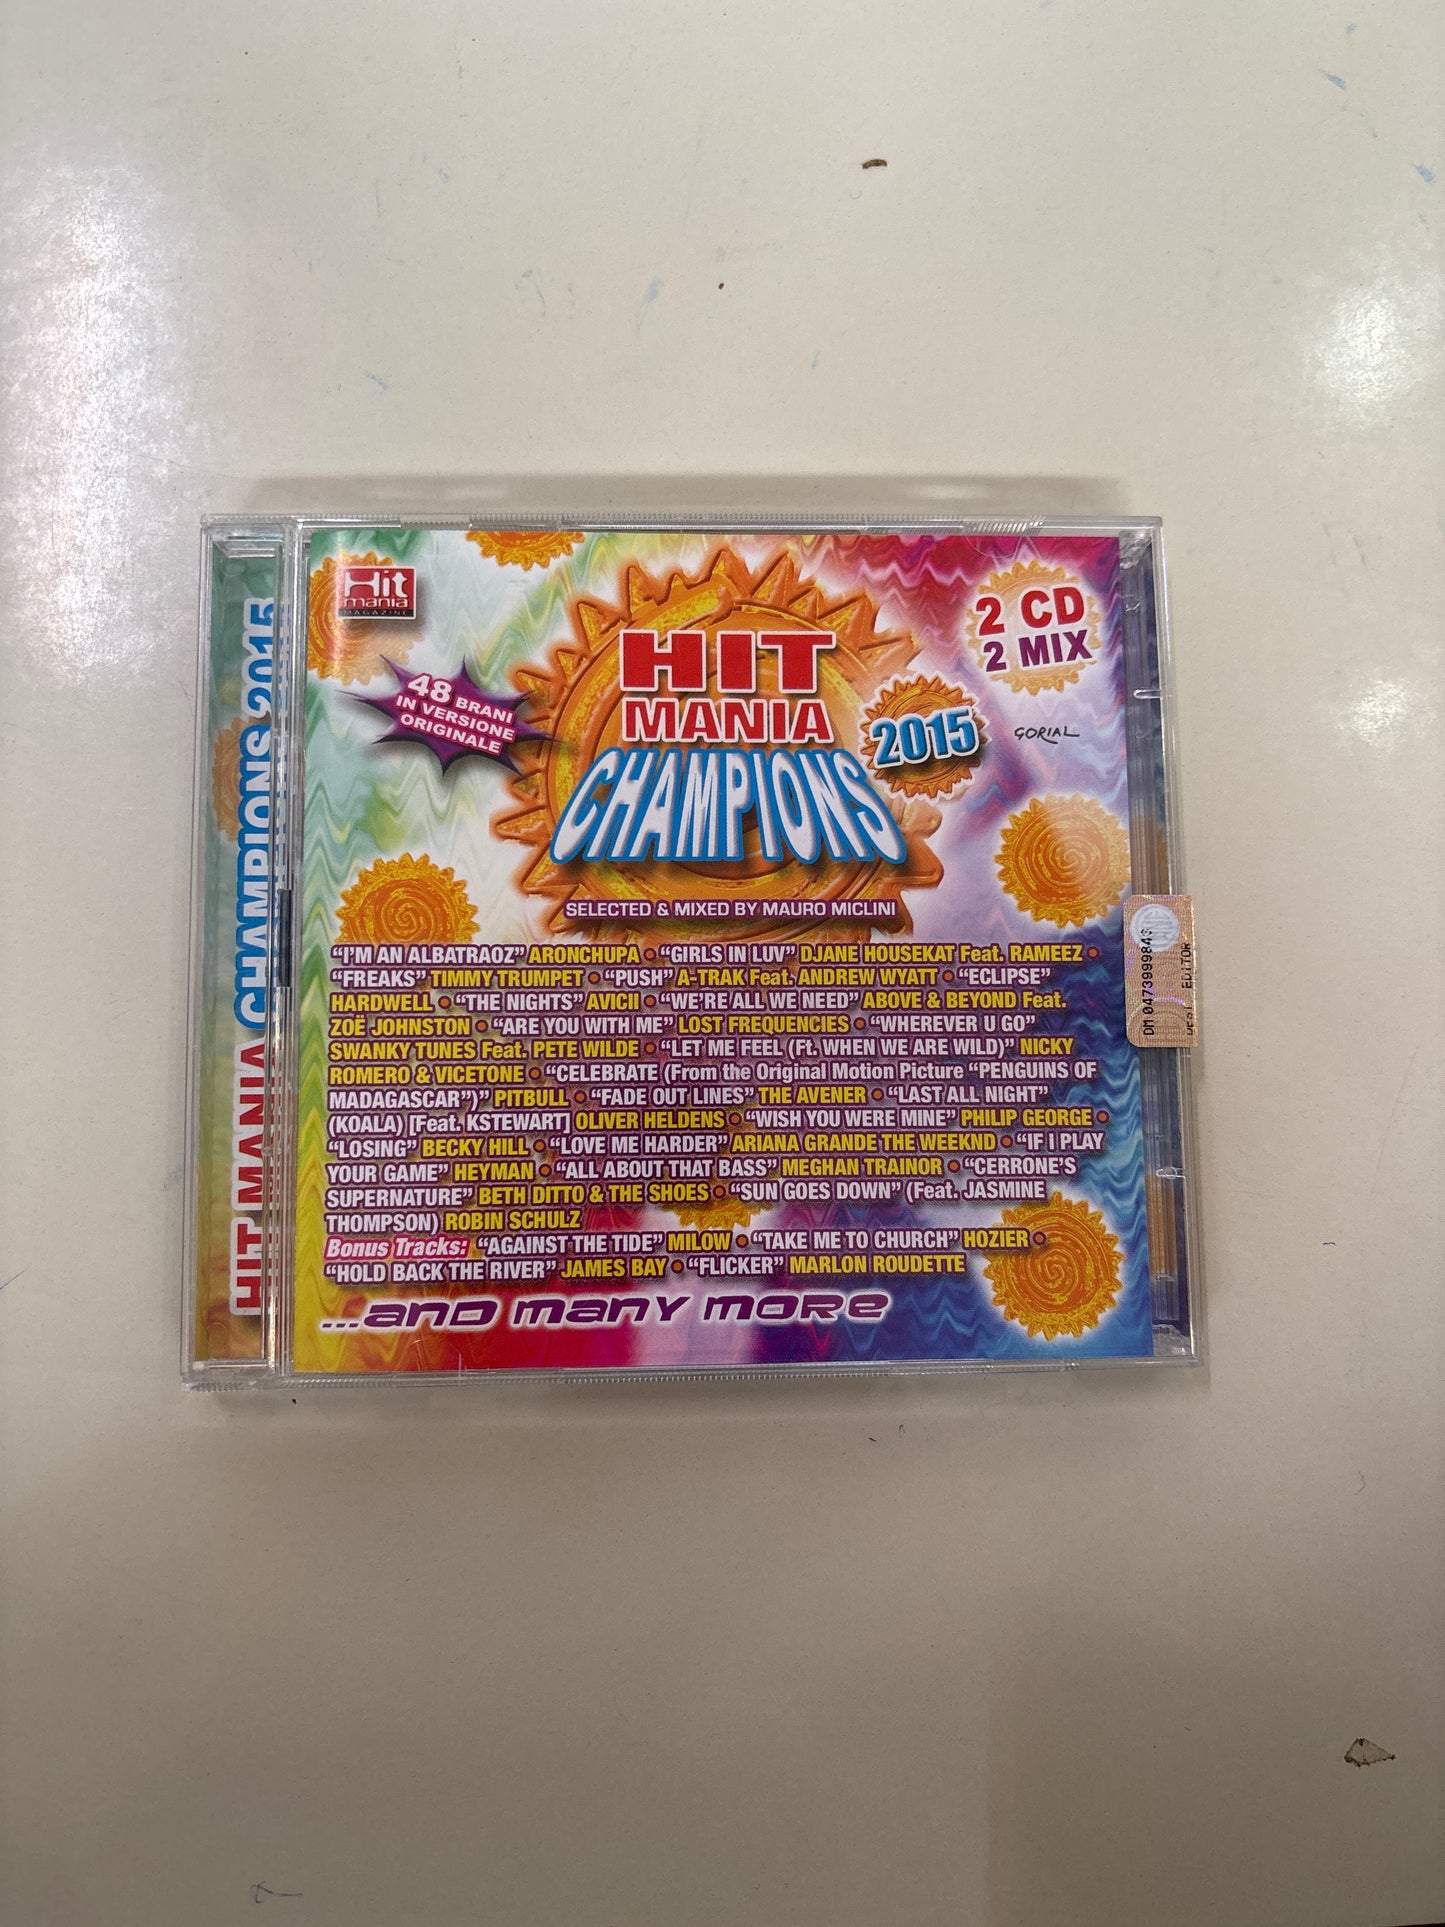 HIT MANIA CHAMPIONS 2015
Hit
mania
MAGAZINE
48 BRANI
IN VERSIONE
ORIGINALE
HIT
MANIA
CHAMPIONS
2015
2 CD
2 MIX
GORIAL
SELECTED & MIXED BY MAURO MICLINI
“I'M AN ALBATRAOZ” ARONCHUPA • “GIRLS IN LUV” DJANE HOUSEKAT Feat. RAMEEZ •
“FREAKS” TIMMY TRUMPET • “PUSH” A-TRAK Feat. ANDREW WYATT • “ECLIPSE”
HARDWELL • “THE NIGHTS” AVICII • “WE'RE ALL WE NEED” ABOVE & BEYOND Feat.
ZOË JOHNSTON • “ARE YOU WITH ME” LOST FREQUENCIES • “WHEREVER U GO”
SWANKY TUNES Feat. PETE WILDE • “LET ME FEEL (Ft. WHEN WE ARE WILD)” NICKY
ROMERO & VICETONE • “CELEBRATE (From the Original Motion Picture “PENGUINS OF
MADAGASCAR”)” PITBULL • “FADE OUT LINES” THE AVENER • “LAST ALL NIGHT”
(KOALA) [Feat. KSTEWART] OLIVER HELDENS • “WISH YOU WERE MINE” PHILIP GEORGE •
“LOSING” BECKY HILL • “LOVE ME HARDER” ARIANA GRANDE THE WEEKND • “IF I PLAY
YOUR GAME” HEYMAN • “ALL ABOUT THAT BASS” MEGHAN TRAINOR • “CERRONE'S
SUPERNATURE” BETH DITTO & THE SHOES • “SUN GOES DOWN” (Feat. JASMINE
THOMPSON) ROBIN SCHULZ
Bonus Tracks: “AGAINST THE TIDE” MILOW • “TAKE ME TO CHURCH” HOZIER •
“HOLD BACK THE RIVER” JAMES BAY • “FLICKER” MARLON ROUDETTE
...and many more
EDITOR